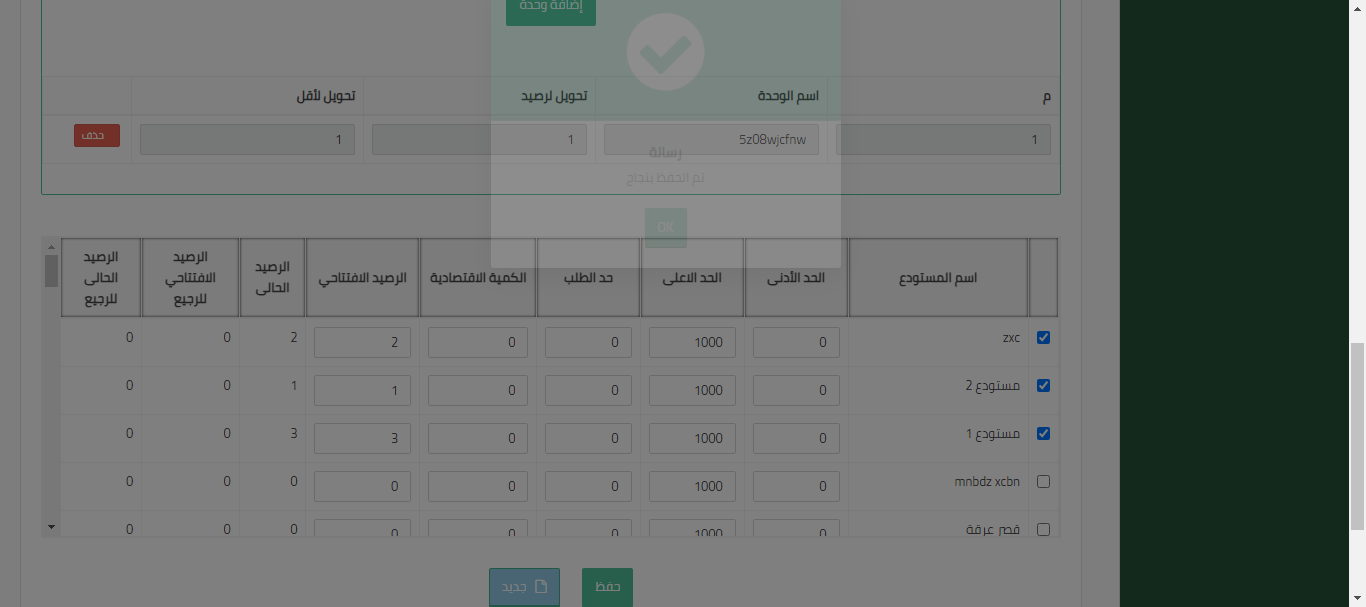 إضافة وحدة
م اسم الوحدة تحويل لرصيد تحويل لأقل
1 5z08wjcfnw 1 1 حذف
رسالة
تم الحفظ بنجاح
OK
اسم المستودع الحد الأدنى الحد الاعلى حد الطلب الكمية الاقتصادية الرصيد الافتتاحي الرصيد الحالى الرصيد الافتتاحي للرجيع الرصيد الحالى للرجيع
zxc 0 1000 0 0 2 2 0 0
مستودع 2 0 1000 0 0 1 1 0 0
مستودع 1 0 1000 0 0 3 3 0 0
mnbdz xcbn 0 1000 0 0 0 0 0 0
قصر عرقة 0 1000 0 0 0 0 0 0
حفظ جديد